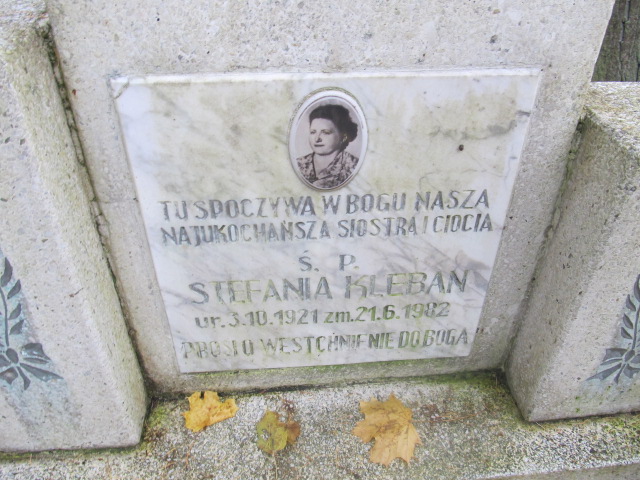 TU SPOCZYWA W BOGU NASZA
NAJUKOCHAŃSZA SIOSTRA I CIOCIA
Ś. P.
STEFANIA KLEBAN
ur. 3.10.1921 zm. 21.6.1982
PROSI O WESTCHNIENIE DO BOGA